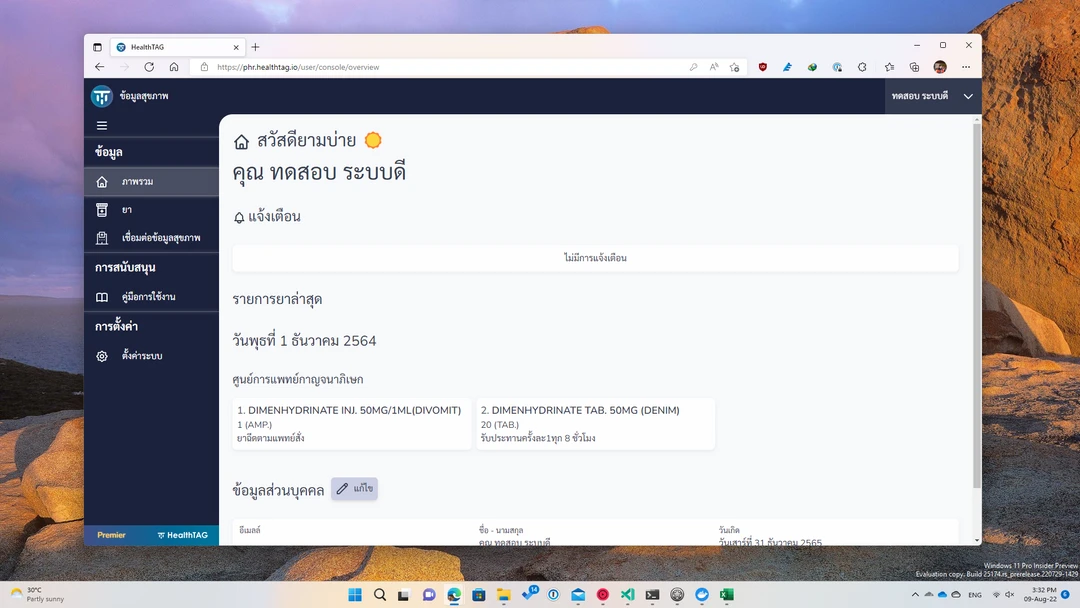 HealthTAG
https://phr.healthtag.io/user/console/overview
ข้อมูลสุขภาพ
ทดสอบ ระบบดี
ข้อมูล
ภาพรวม
ยา
เชื่อมต่อข้อมูลสุขภาพ
การสนับสนุน
คู่มือการใช้งาน
การตั้งค่า
ตั้งค่าระบบ
Premier
HealthTAG
สวัสดียามบ่าย
คุณ ทดสอบ ระบบดี
แจ้งเตือน
ไม่มีการแจ้งเตือน
รายการยาล่าสุด
วันพุธที่ 1 ธันวาคม 2564
ศูนย์การแพทย์กาญจนาภิเษก
1. DIMENHYDRINATE INJ. 50MG/1ML(DIVOMIT)
1 (AMP.)
ยาฉีดตามแพทย์สั่ง
2. DIMENHYDRINATE TAB. 50MG (DENIM)
20 (TAB.)
รับประทานครั้งละ1ทุก 8 ชั่วโมง
ข้อมูลส่วนบุคคล
แก้ไข
อีเมลล์
ชื่อ - นามสกุล
วันเกิด
คุณ ทดสอบ ระบบดี
วันเสาร์ที่ 31 ธันวาคม 2565
Windows 11 Pro Insider Preview
Evaluation copy. Build 25174.rs_prerelease.220729-1429
30°C
Partly sunny
14
ENG
3:32 PM
09-Aug-22
6